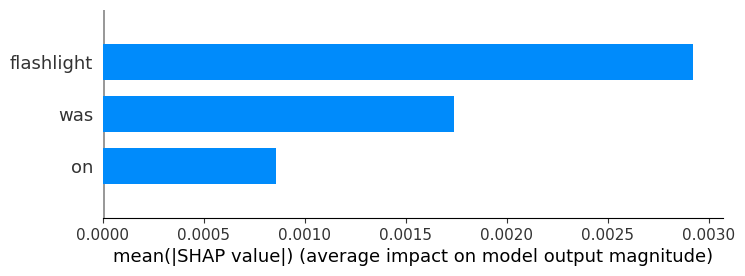 flashlight
was
on
0.0000 0.0005 0.0010 0.0015 0.0020 0.0025 0.0030
mean(|SHAP value|) (average impact on model output magnitude)